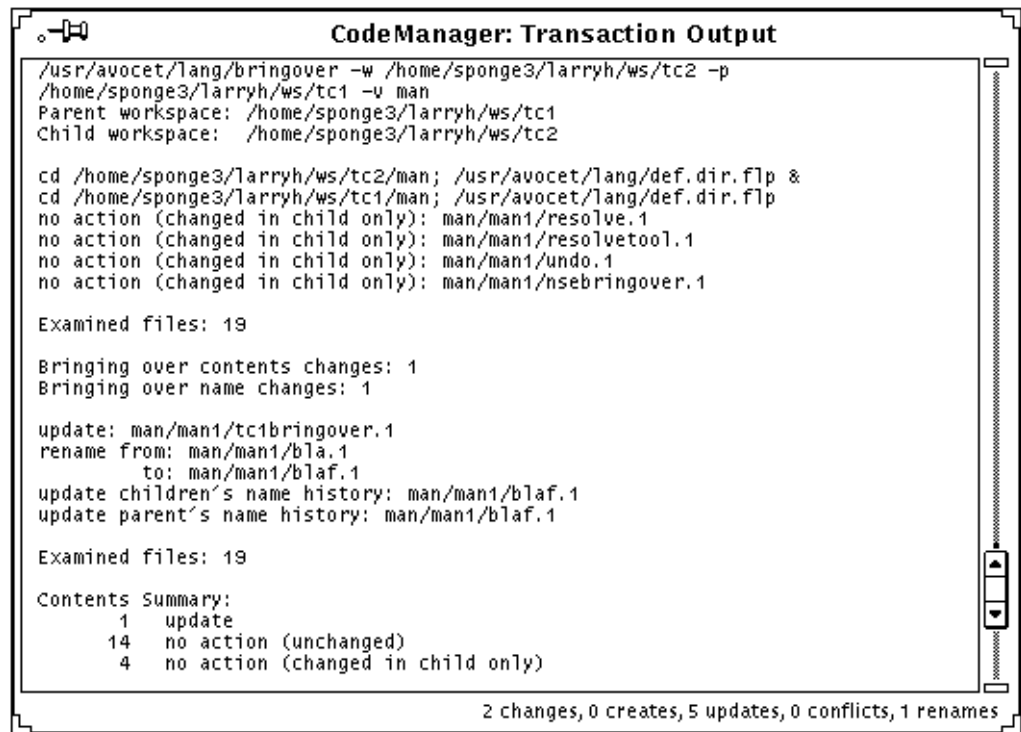 CodeManager: Transaction Output
/usr/avocet/lang/bringover -w /home/sponge3/larryh/ws/tc2 -p
/home/sponge3/larryh/ws/tc1 -v man
Parent workspace: /home/sponge3/larryh/ws/tc1
Child workspace:  /home/sponge3/larryh/ws/tc2
cd /home/sponge3/larryh/ws/tc2/man; /usr/avocet/lang/def.dir.flp &
cd /home/sponge3/larryh/ws/tc1/man; /usr/avocet/lang/def.dir.flp
no action (changed in child only): man/man1/resolve.1
no action (changed in child only): man/man1/resolvetool.1
no action (changed in child only): man/man1/undo.1
no action (changed in child only): man/man1/nsebringover.1
Examined files: 19
Bringing over contents changes: 1
Bringing over name changes: 1
update: man/man1/tc1bringover.1
rename from: man/man1/bla.1
to: man/man1/blaf.1
update children's name history: man/man1/blaf.1
update parent's name history: man/man1/blaf.1
Examined files: 19
Contents Summary:
1   update
14   no action (unchanged)
4   no action (changed in child only)
2 changes, 0 creates, 5 updates, 0 conflicts, 1 renames